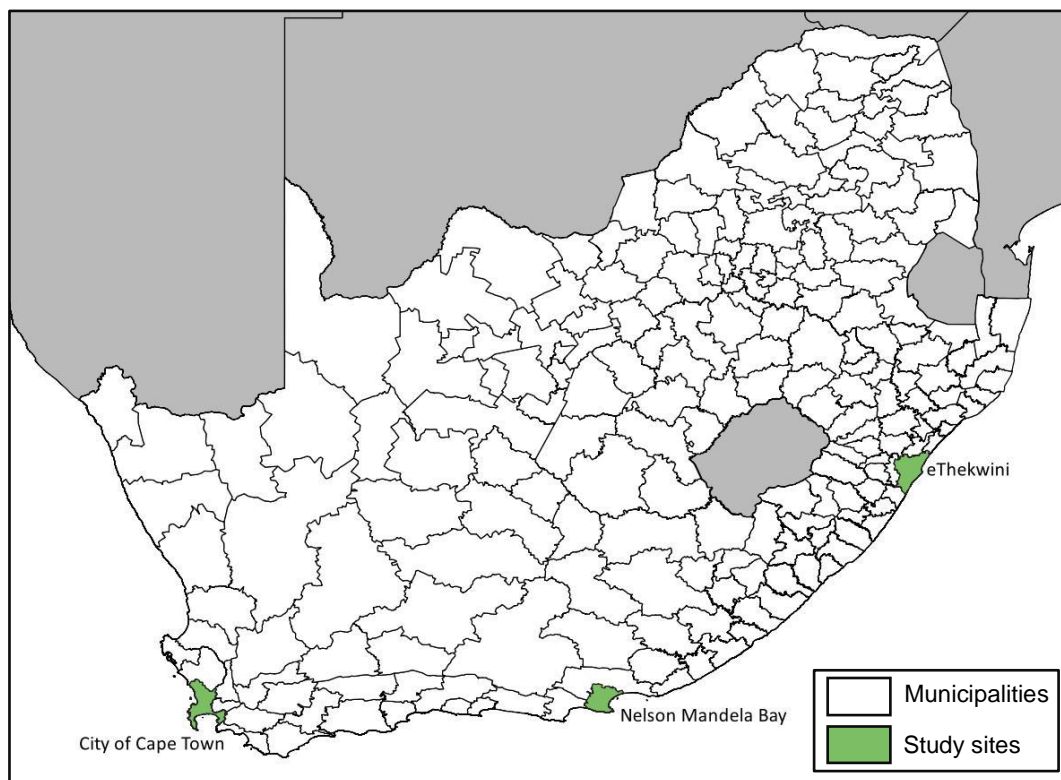 eThekwini
Nelson Mandela Bay
City of Cape Town
Municipalities
Study sites